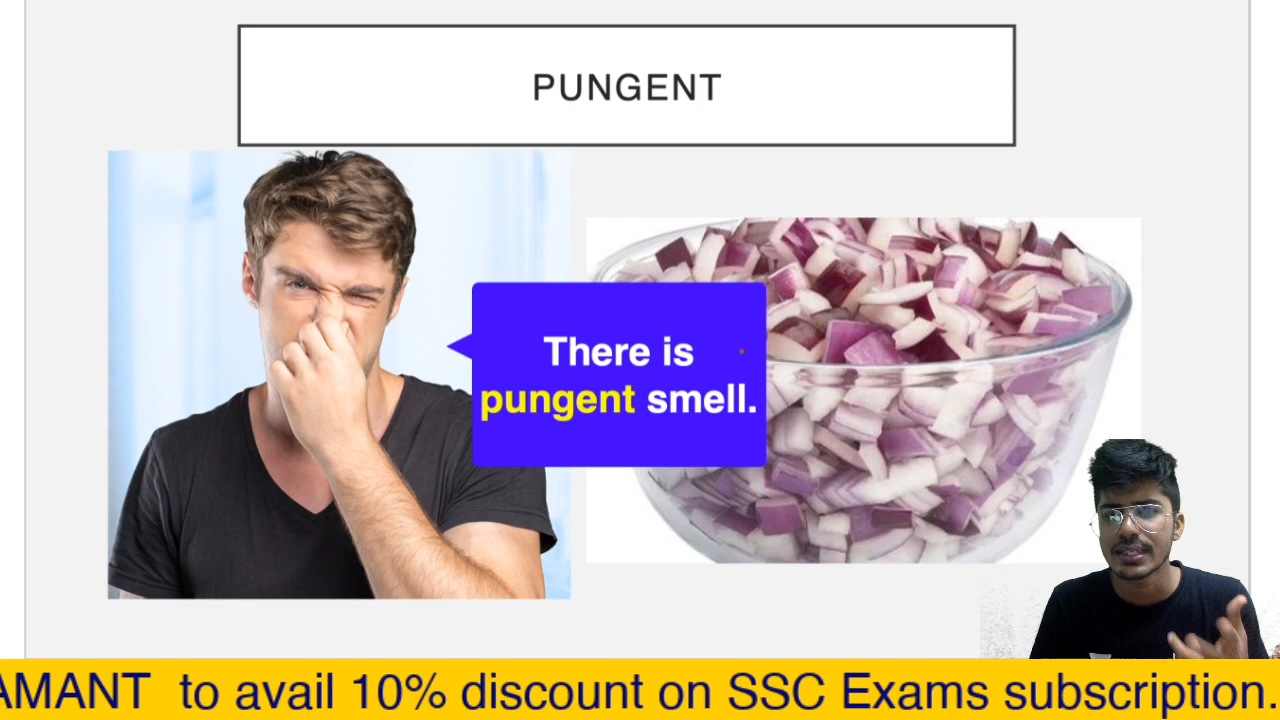 PUNGENT
There is
pungent smell.
AMANT to avail 10% discount on SSC Exams subscription.